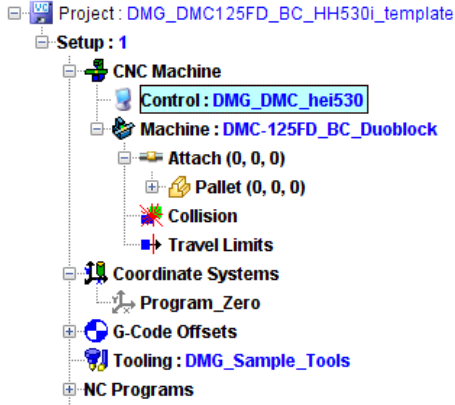 Project : DMG_DMC125FD_BC_HH530i_template
Setup : 1
CNC Machine
Control : DMG_DMC_hei530
Machine : DMC-125FD_BC_Duoblock
Attach (0, 0, 0)
Pallet (0, 0, 0)
Collision
Travel Limits
Coordinate Systems
Program_Zero
G-Code Offsets
Tooling : DMG_Sample_Tools
NC Programs